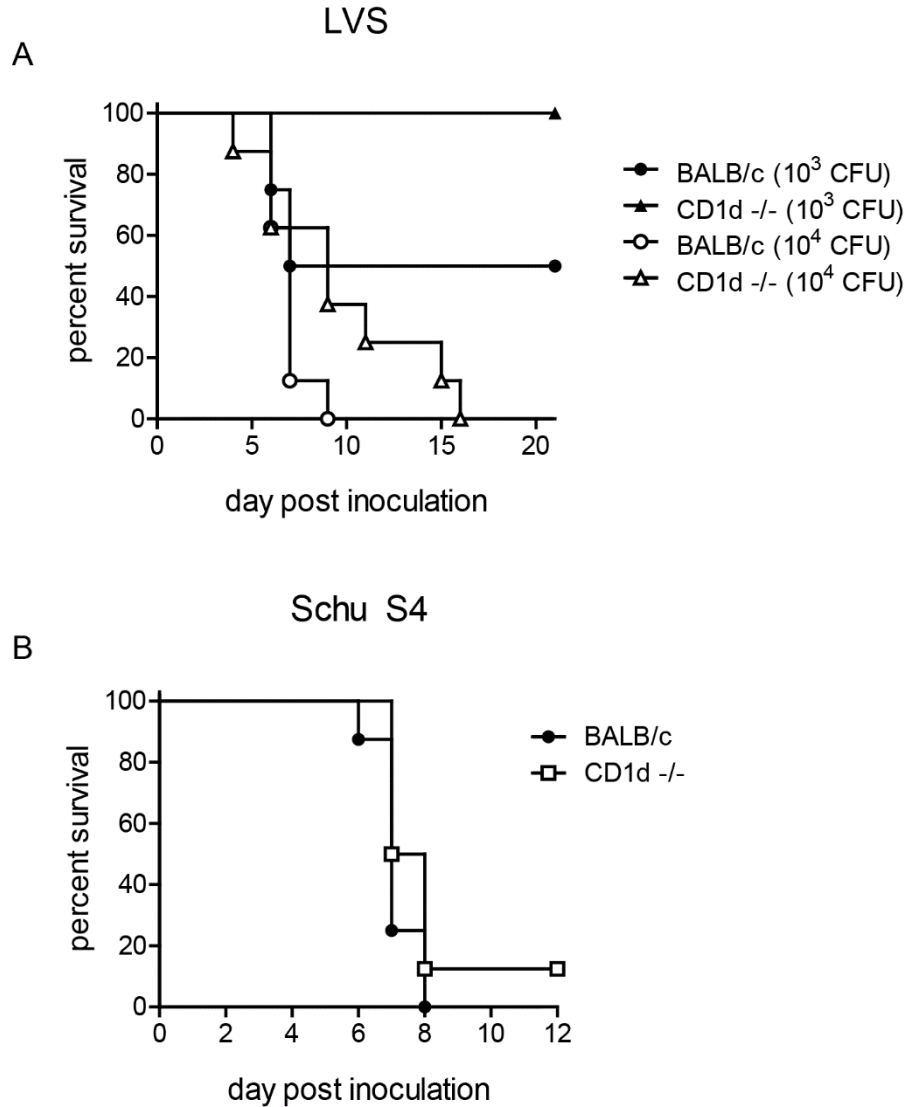 LVS
A
percent survival
100
80
60
40
20
0
0 5 10 15 20
day post inoculation
BALB/c (10³ CFU)
CD1d -/- (10³ CFU)
BALB/c (10⁴ CFU)
CD1d -/- (10⁴ CFU)
Schu S4
B
percent survival
100
80
60
40
20
0
0 2 4 6 8 10 12
day post inoculation
BALB/c
CD1d -/-